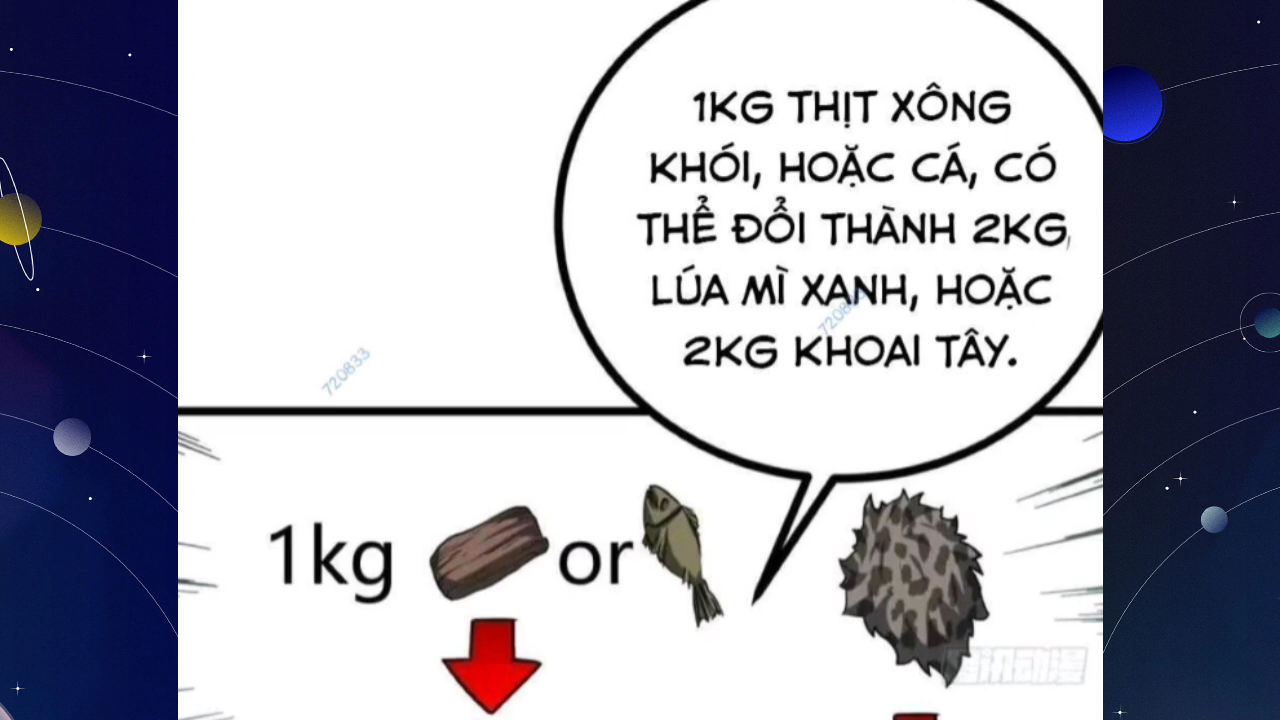 1KG THỊT XÔNG
KHÓI, HOẶC CÁ, CÓ
THỂ ĐỔI THÀNH 2KG
LÚA MÌ XANH, HOẶC
2KG KHOAI TÂY.
720833
1kg or